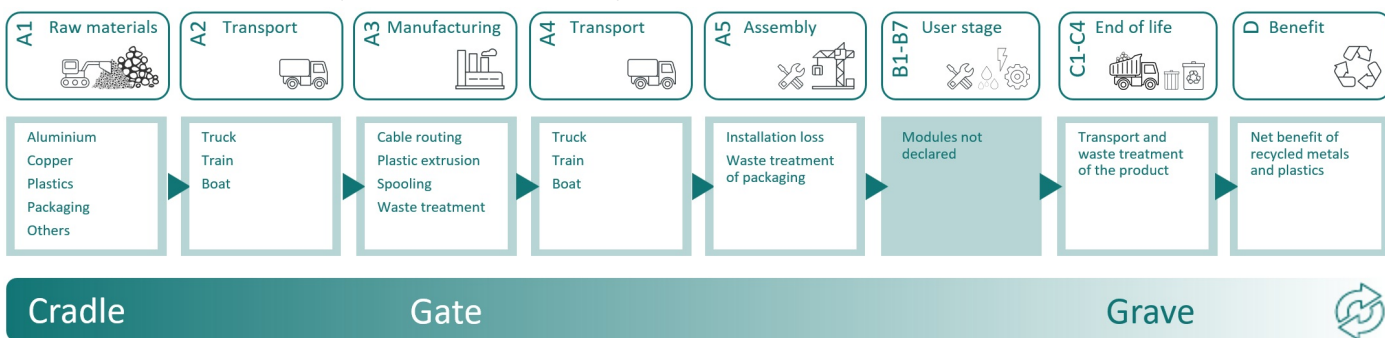 A1 Raw materials
A2 Transport
A3 Manufacturing
A4 Transport
A5 Assembly
B1-B7 User stage
C1-C4 End of life
D Benefit
Aluminium
Copper
Plastics
Packaging
Others
Truck
Train
Boat
Cable routing
Plastic extrusion
Spooling
Waste treatment
Truck
Train
Boat
Installation loss
Waste treatment
of packaging
Modules not
declared
Transport and
waste treatment
of the product
Net benefit of
recycled metals
and plastics
Cradle
Gate
Grave